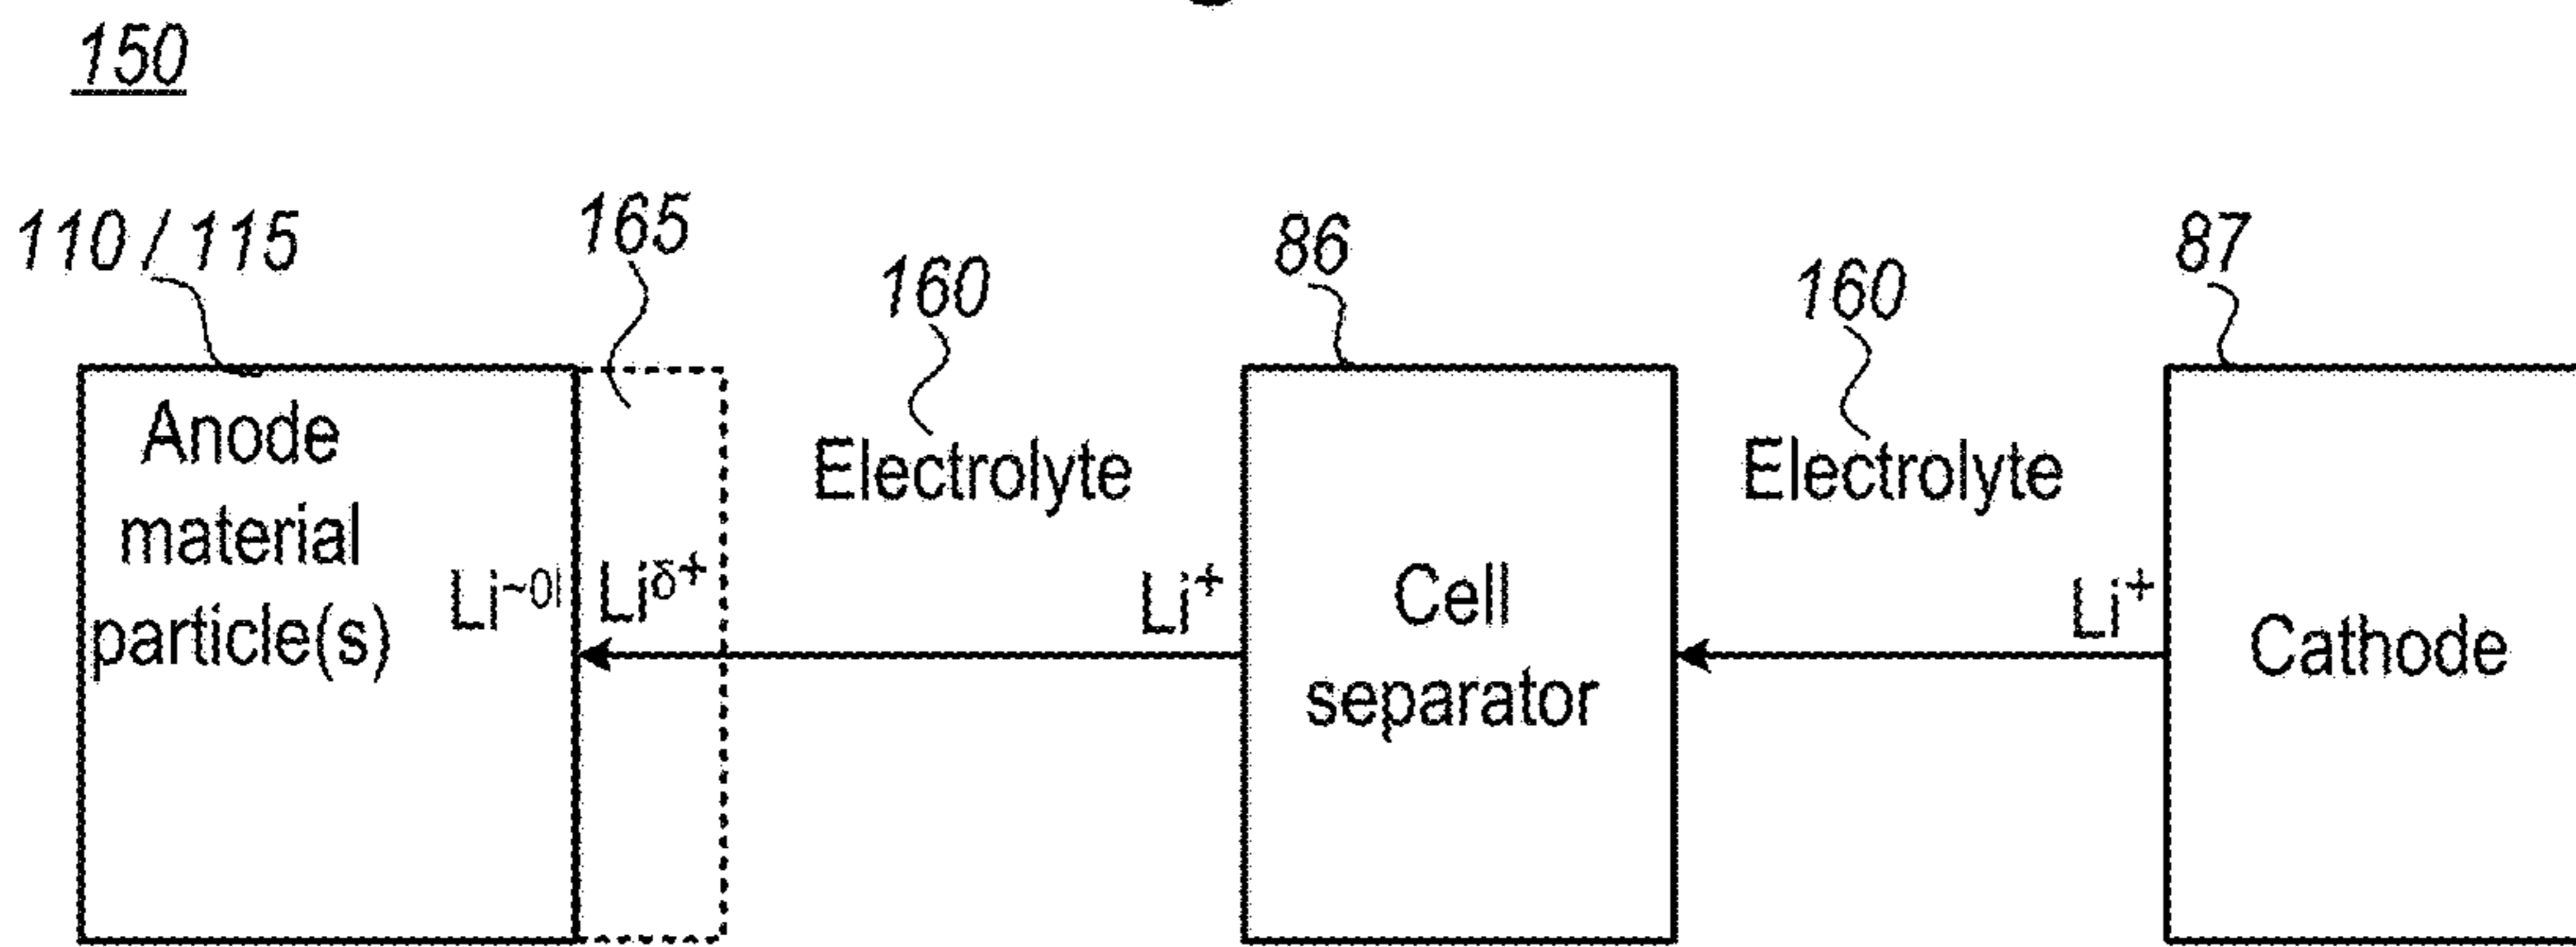 150
110 / 115
165
160
86
160
87
Anode
material
particle(s)
Li~0l
Liδ+
Electrolyte
Li+
Cell
separator
Electrolyte
Li+
Cathode